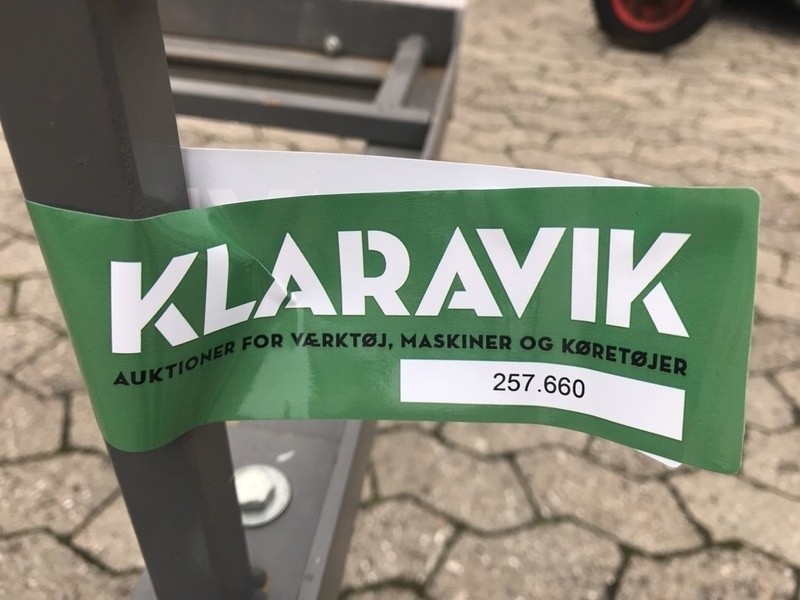 KLARAVIK
AUKTIONER FOR VÆRKTØJ, MASKINER OG KØRETØJER
257.660